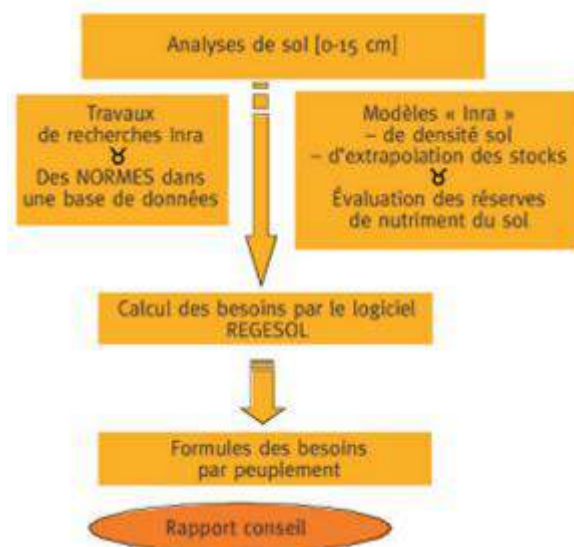 Analyses de sol [0-15 cm]
Travaux
de recherches Inra
Des NORMES dans
une base de données
Modèles « Inra »
– de densité sol
– d'extrapolation des stocks
Évaluation des réserves
de nutriment du sol
Calcul des besoins par le logiciel
REGESOL
Formules des besoins
par peuplement
Rapport conseil